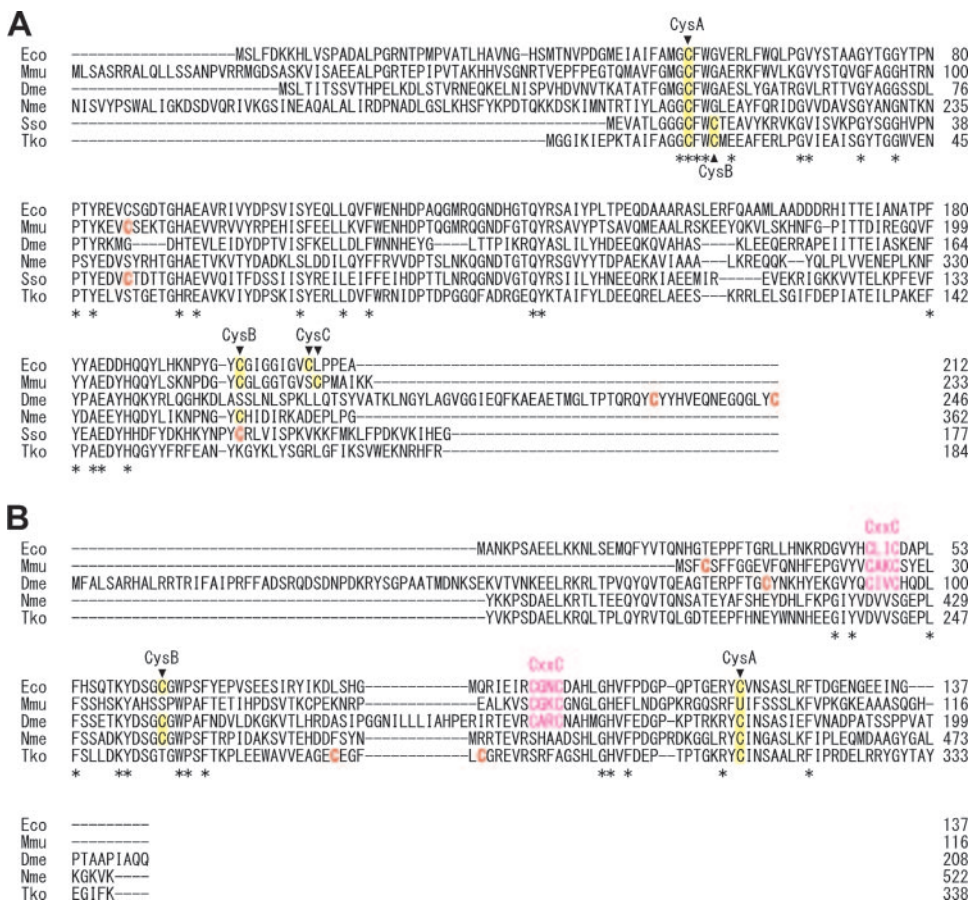 A
CysA
Eco -----------------MSLFDKKHLVSPADALPGRNTPMPVATLHAVNG-HSMTNVPDGMEIAIFAMGCFWGVERLFWQLPGVYSTAAGYTGGYTPN 80
Mmu MLSASRRALQLLSSANPVRRMGDSASKVISAEEALPGRTEPIPVTAKHHVSGNRTVEPFPEGTQMAVFGMGCFWGAERKFWVLKGVYSTQVGFAGGHTRN 100
Dme ------------------------MSLTITSSVTHPELKDLSTVRNEQKELNISPVHDVNVTKATATFGMGCFWGAESLYGATRGVLRTTVGYAGGSSDL 76
Nme NISVYPSWALIGKDSDVQRIVKGSINEAQALALIRDPNADLGSLKHSFYKPDTQKKDSKIMNTRTIYLAGGCFWGLEAYFQRIDGVVDAVSGYANGNTKN 235
Sso --------------------------------------------------------------MEVATLGGGCFWCTEAVYKRVKGVISVKPGYSGGHVPN 38
Tko -------------------------------------------------------MGGIKIEPKTAIFAGGCFWCMEEAFERLPGVIEAISGYTGGWVEN 45
**** * ** * *
CysB
Eco PTYREVCSGDTGHAEAVRIVYDPSVISYEQLLQVFWENHDPAQGMRQGNDHGTQYRSAIYPLTPEQDAAARASLERFQAAMLAADDDRHITTEIANATPF 180
Mmu PTYKEVCSEKTGHAEVVRVVYRPEHISFEELLKVFWENHDPTQGMRQGNDFGTQYRSAVYPTSAVQMEAALRSKEEYQKVLSKHNFG-PITTDIREGQVF 199
Dme PTYRKMG----DHTEVLEIDYDPTVISFKELLDLFWNNHEYG---LTTPIKRQYASLILYHDEEQKQVAHAS----KLEEQERRAPEIITTEIASKENF 164
Nme PSYEDVSYRHTGHAETVKVTYDADKLSLDDILQYFFRVVDPTSLNKQGNDTGTQYRSGVYYTDPAEKAVIAAA---LKREQQK--YQLPLVVENEPLKNF 330
Sso PTYEDVCTDTTGHAEVVQITFDSSIISYREILEIFFEIHDPTTLNRQGNDVGTQYRSIILYHNEEQRKIAEEMIR----EVEKRIGKKVVTELKPFEVF 143
Tko PTYELVSTGETGHREAVKVIYDPSKISYERLLDVFWRNIDPTDPGGQFADRGEQYKTAIFYLDEEQRELAEES---KRRLELSGIFDEPIATEILPAKEF 142
* * * * * * * ** *
CysB CysC
Eco YYAEDDHQQYLHKNPYG-YCGIGGIGVCLPPEA------------------------------------------------ 212
Mmu YYAEDYHQQYLSKNPDG-YCGLGGTGVSCPMAIKK---------------------------------------------- 233
Dme YPAEAYHQKYRLQGHKDLASSLNLSPKLLQTSYVATKLNGYLAGVGGIEQFKAEAETMGLTPTQRQYCYYHVEQNEGQGLYC 246
Nme YDAEEYHQDYLIKNPNG-YCHIDIRKADEPLPG------------------------------------------------ 362
Sso YEAEDYHHDFYDKHKYNPYCRLVISPKVKKFMKLFPDKVKIHEG------------------------------------- 177
Tko YPAEDYHQGYYFRFEAN-YKGYKLYSGRLGFIKSVWEKNRHFR-------------------------------------- 184
* ** *
B
CxxC
Eco -----------------------------------------------MANKPSAEELKKNLSEMQFYVTQNHGTEPPFTGRLLHNKRDGVYHCLICDAPL 53
Mmu ----------------------------------------------------------------------MSFCSFFGGEVFQNHFEPGVYVCAKCSYEL 30
Dme MFALSARHALRRTRIFAIPRFFADSRQDSDNPDKRYSGPAATMDNKSEKVTVNKEELRKRLTPVQYQVTQEAGTERPFTGCYNKHYEKGVYQCIVCHQDL 100
Nme ------------------------------------------------YKKPSDAELKRTLTEEQYQVTQNSATEYAFSHEYDHLFKPGIYVDVVSGEPL 429
Tko ------------------------------------------------YVKPSDAELKRQLTPLQYRVTQLGDTEEPFHNEYWNNHEEGIYVDVVSGEPL 247
* * *
CysB CxxC CysA
Eco FHSQTKYDSGCGWPSFYEPVSEESIRYIKDLSHG------------MQRIEIRCGNCDAHLGHVFPDGP-QPTGERYCVNSASLRFTDGENGEEING--- 137
Mmu FSSHSKYAHSSPWPAFTETIHPDSVTKCPEKNRP------------EALKVSCGKCGNGLGHEFLNDGPKRGQSRFUIFSSSLKFVPKGKEAAASQGH- 116
Dme FSSETKYDSGCGWPAFNDVLDKGKVTLHRDASIPGGNILLLIAHPERIRTEVRCARCNAHMGHVFEDGP-KPTRKRYCINSASIEFVNADPATSSPPVAT 199
Nme FSSADKYDSGCGWPSFTRPIDAKSVTEHDDFSYN------------MRRTEVRSHAADSHLGHVFPDGPRDKGGLRYCINGASLKFIPLEQMDAAGYGAL 473
Tko FSLLDKYDSGTGWPSFTKPLEEWAVVEAGECEGF------------LCGREVRSRFAGSHLGHVFDEP--TPTGKRYCINSAALRFIPRDELRRYGYTAY 333
* ** ** * ** * * *
Eco --------- 137
Mmu --------- 116
Dme PTAAPIAQQ 208
Nme KGKVK---- 522
Tko EGIFK---- 338